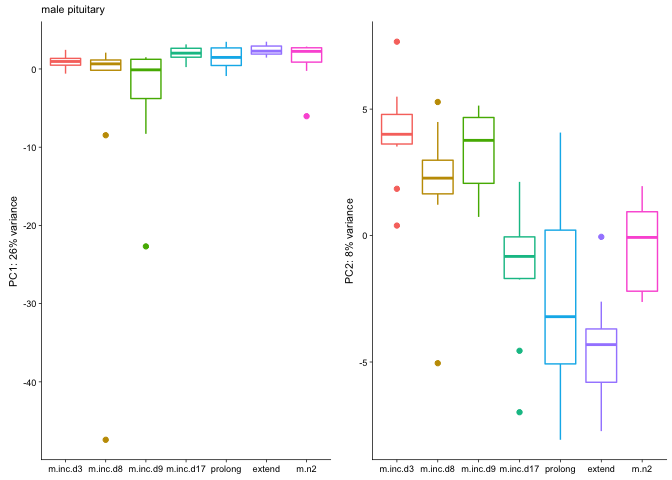 male pituitary
PC1: 26% variance
0
-10
-20
-30
-40
m.inc.d3 m.inc.d8 m.inc.d9 m.inc.d17 prolong extend m.n2
PC2: 8% variance
5
0
-5
m.inc.d3 m.inc.d8 m.inc.d9 m.inc.d17 prolong extend m.n2